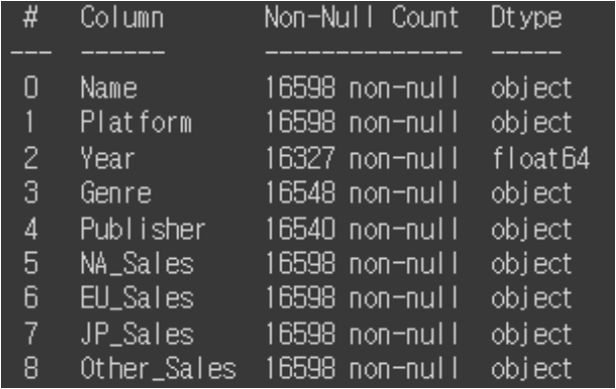 #   Column       Non-Null Count  Dtype
---  ------       --------------  -----
0   Name         16598 non-null  object
1   Platform     16598 non-null  object
2   Year         16327 non-null  float64
3   Genre        16548 non-null  object
4   Publisher    16540 non-null  object
5   NA_Sales     16598 non-null  object
6   EU_Sales     16598 non-null  object
7   JP_Sales     16598 non-null  object
8   Other_Sales  16598 non-null  object